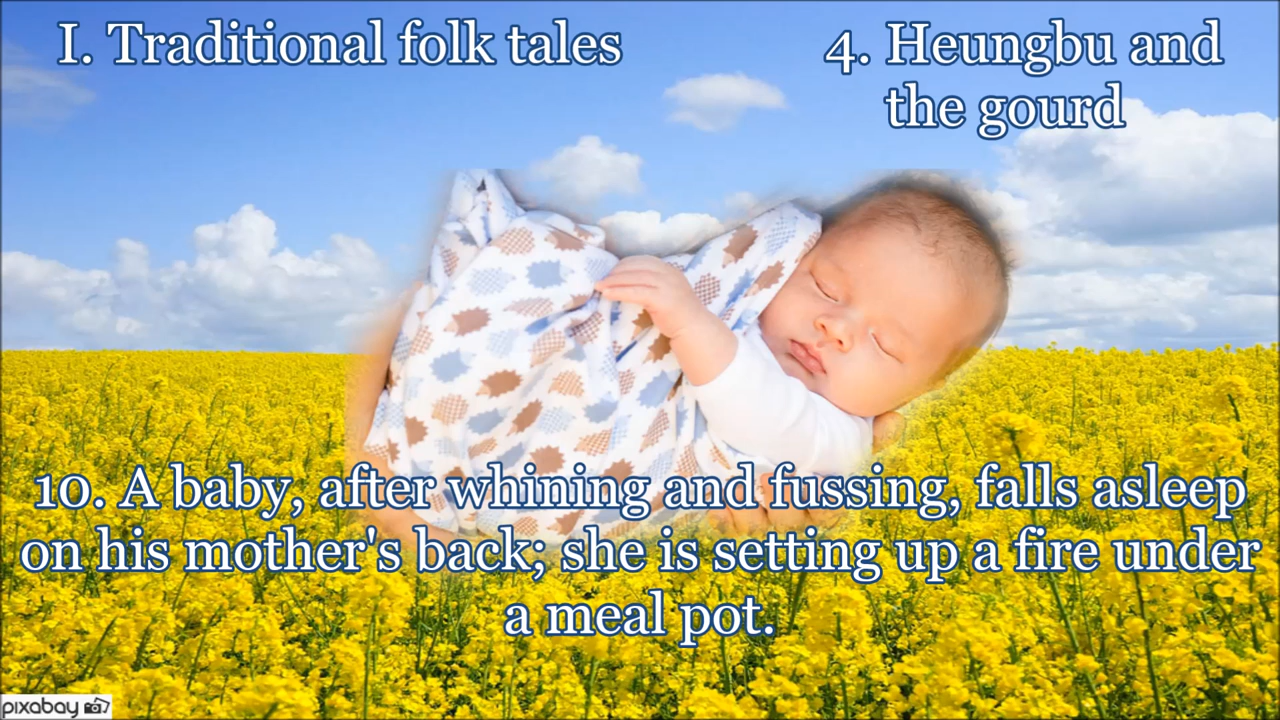 I. Traditional folk tales
4. Heungbu and
the gourd
10. A baby, after whining and fussing, falls asleep
on his mother's back; she is setting up a fire under
a meal pot.
pixabay